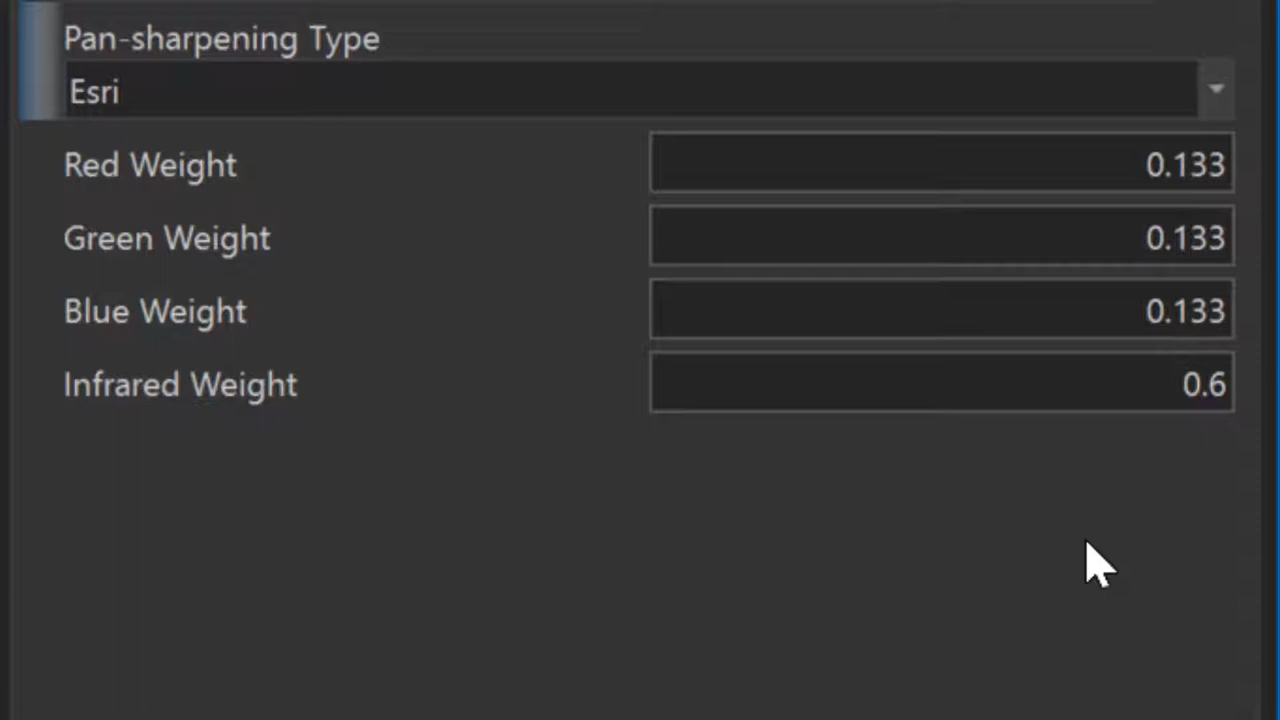 Pan-sharpening Type
Esri
Red Weight 0.133
Green Weight 0.133
Blue Weight 0.133
Infrared Weight 0.6